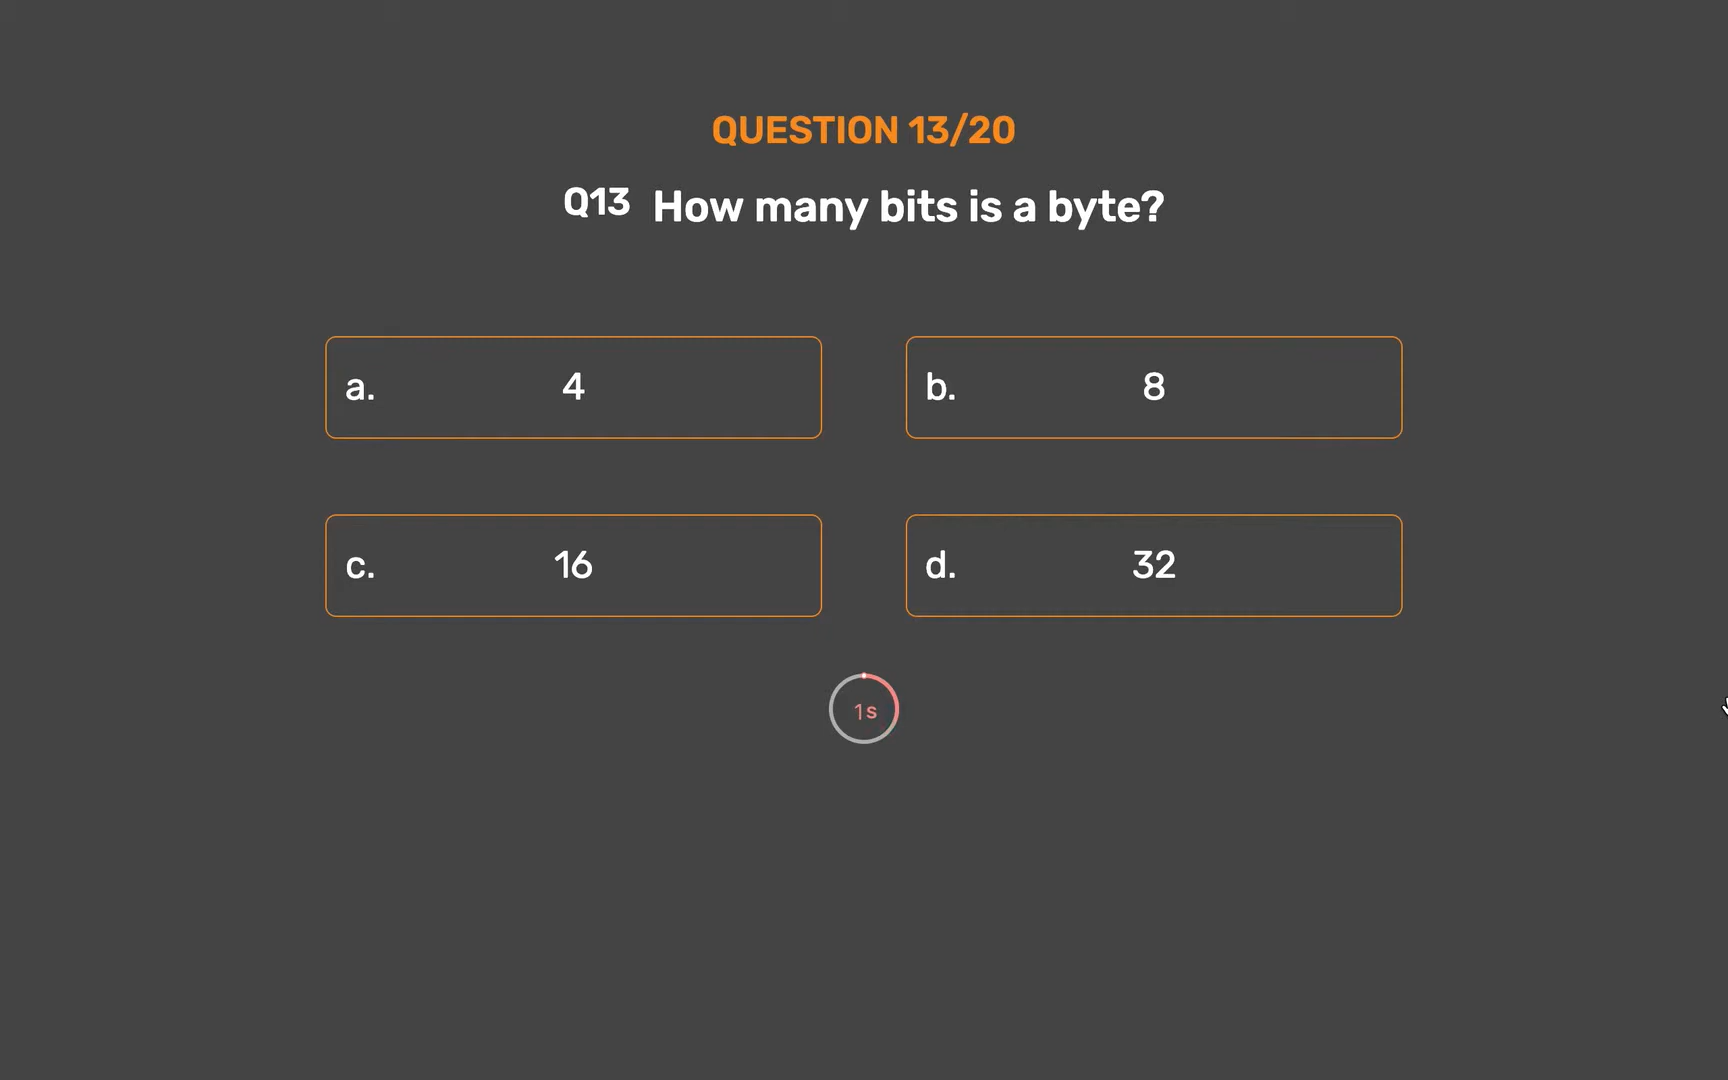 QUESTION 13/20
Q13 How many bits is a byte?
a. 4
b. 8
c. 16
d. 32
1s